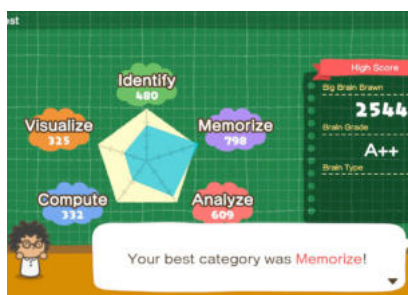 est
High Score
Big Brain Brawn
2544
Brain Grade
A++
Brain Type
Identify
480
Visualize
325
Memorize
798
Compute
332
Analyze
609
Your best category was Memorize!